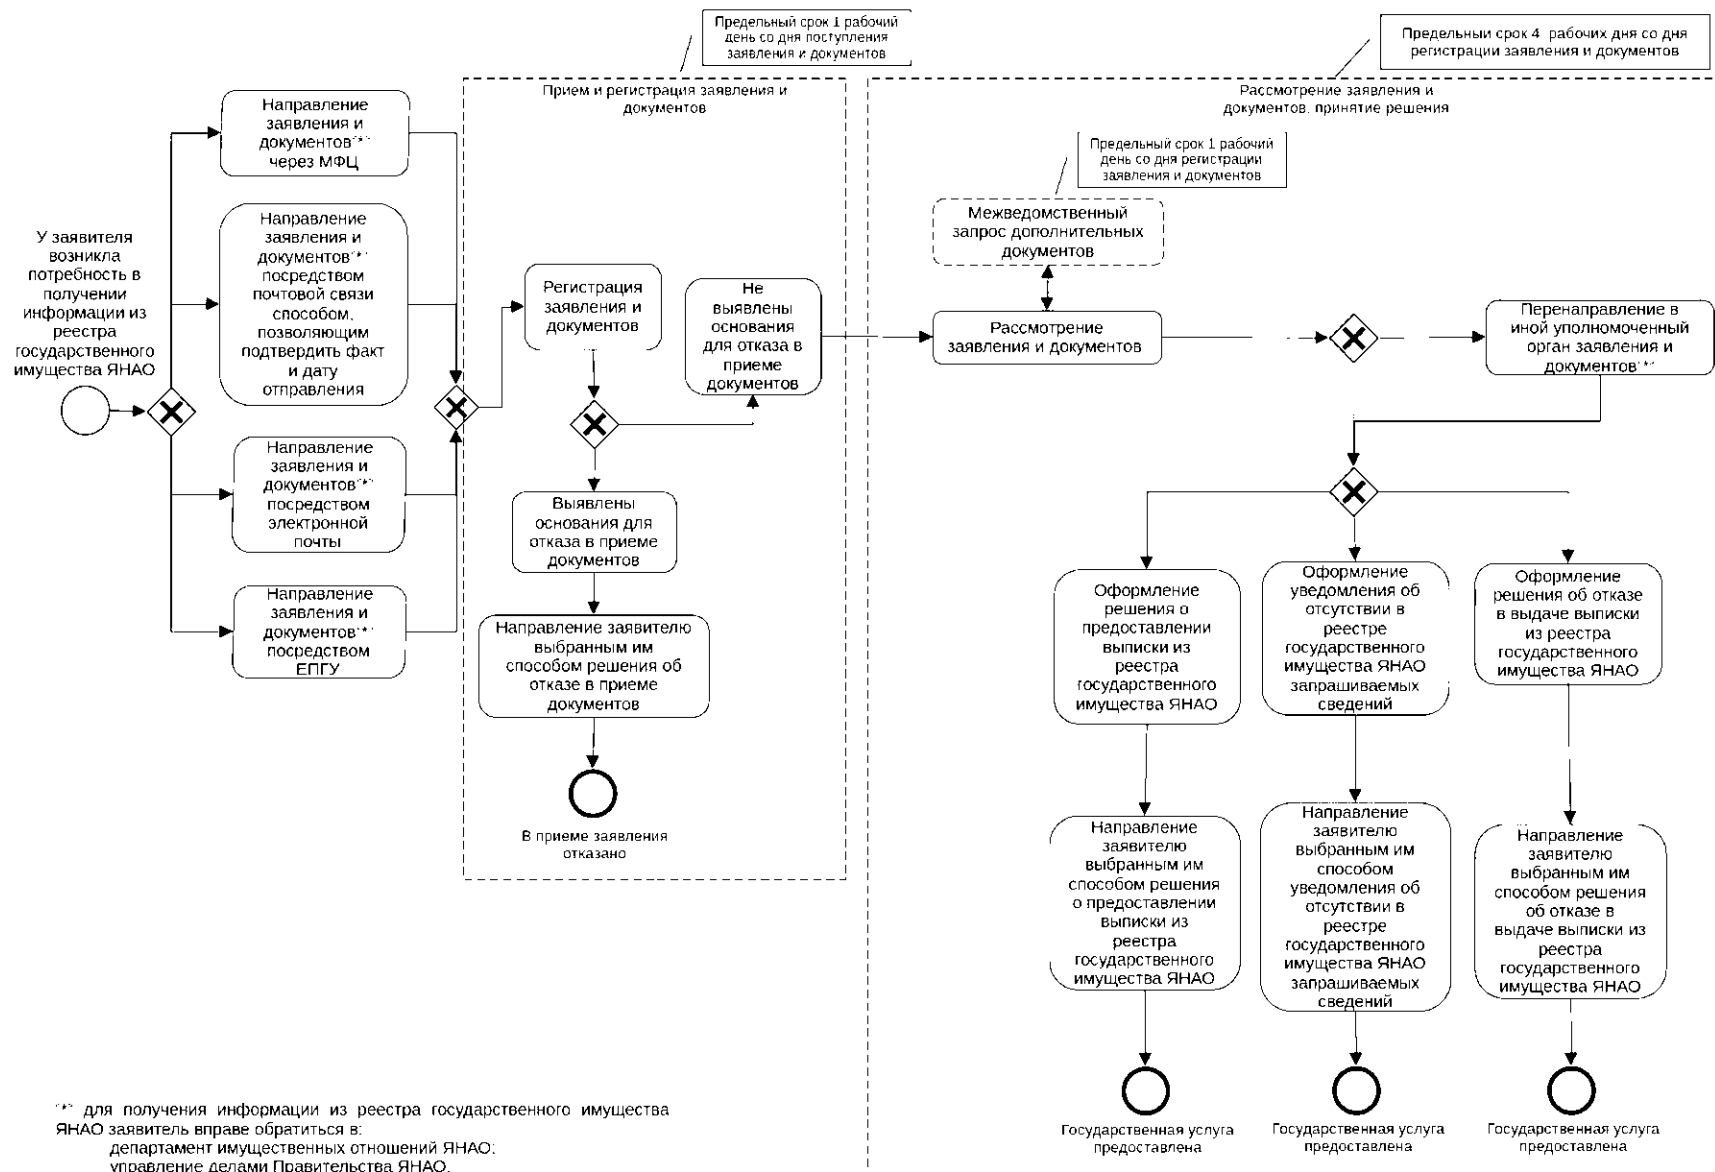 Предельный срок 1 рабочий
день со дня поступления
заявления и документов
Предельный срок 4 рабочих дня со дня
регистрации заявления и документов
Прием и регистрация заявления и
документов
Рассмотрение заявления и
документов, принятие решения
Направление
заявления и
документов"*"
через МФЦ
Предельный срок 1 рабочий
день со дня регистрации
заявления и документов
Направление
заявления и
документов"*"
посредством
почтовой связи
способом,
позволяющим
подтвердить факт
и дату
отправления
Межведомственный
запрос дополнительных
документов
У заявителя
возникла
потребность в
получении
информации из
реестра
государственного
имущества ЯНАО
Регистрация
заявления и
документов
Не
выявлены
основания
для отказа в
приеме
документов
Рассмотрение
заявления и документов
Перенаправление в
иной уполномоченный
орган заявления и
документов"*"
Направление
заявления и
документов"*"
посредством
электронной
почты
Выявлены
основания для
отказа в приеме
документов
Направление
заявления и
документов"*"
посредством
ЕПГУ
Направление заявителю
выбранным им
способом решения об
отказе в приеме
документов
Оформление
решения о
предоставлении
выписки из
реестра
государственного
имущества ЯНАО
Оформление
уведомления об
отсутствии в
реестре
государственного
имущества ЯНАО
запрашиваемых
сведений
Оформление
решения об отказе
в выдаче выписки
из реестра
государственного
имущества ЯНАО
В приеме заявления
отказано
Направление
заявителю
выбранным им
способом решения
о предоставлении
выписки из
реестра
государственного
имущества ЯНАО
Направление
заявителю
выбранным им
способом
уведомления об
отсутствии в
реестре
государственного
имущества ЯНАО
запрашиваемых
сведений
Направление
заявителю
выбранным им
способом решения
об отказе в
выдаче выписки из
реестра
государственного
имущества ЯНАО
Государственная услуга
предоставлена
Государственная услуга
предоставлена
Государственная услуга
предоставлена
"*" для получения информации из реестра государственного имущества
ЯНАО заявитель вправе обратиться в:
департамент имущественных отношений ЯНАО;
управление делами Правительства ЯНАО.